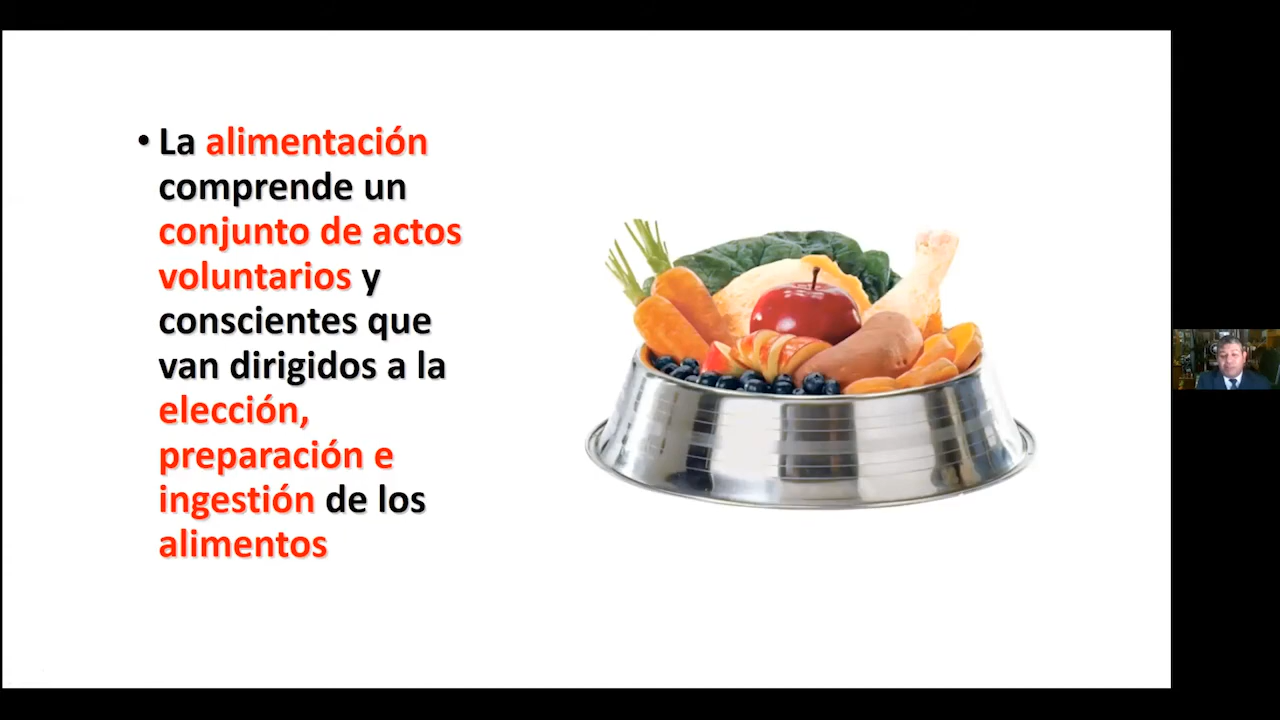 • La alimentación
comprende un
conjunto de actos
voluntarios y
conscientes que
van dirigidos a la
elección,
preparación e
ingestión de los
alimentos